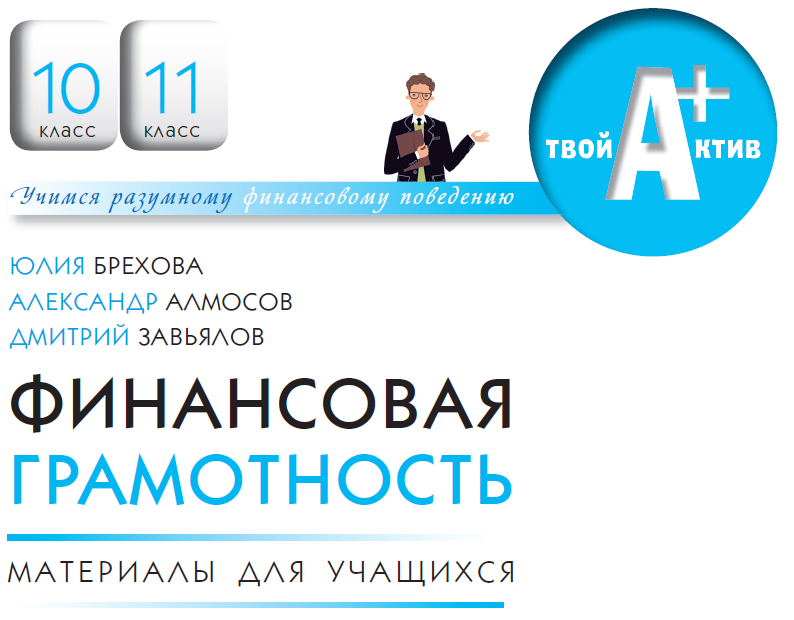 10 11
класс класс
ТВОЙ А+КТИВ
Учимся разумному финансовому поведению
ЮЛИЯ БРЕХОВА
АЛЕКСАНДР АЛМОСОВ
ДМИТРИЙ ЗАВЬЯЛОВ
ФИНАНСОВАЯ
ГРАМОТНОСТЬ
МАТЕРИАЛЫ ДЛЯ УЧАЩИХСЯ